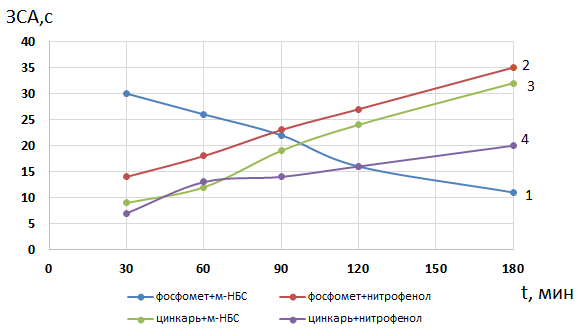 ЗСА,с
40
35
30
25
20
15
10
5
0
0 30 60 90 120 150 180
2
3
4
1
t, мин
фосфомет+м-НБС фосфомет+нитрофенол
цинкарь+м-НБС цинкарь+нитрофенол